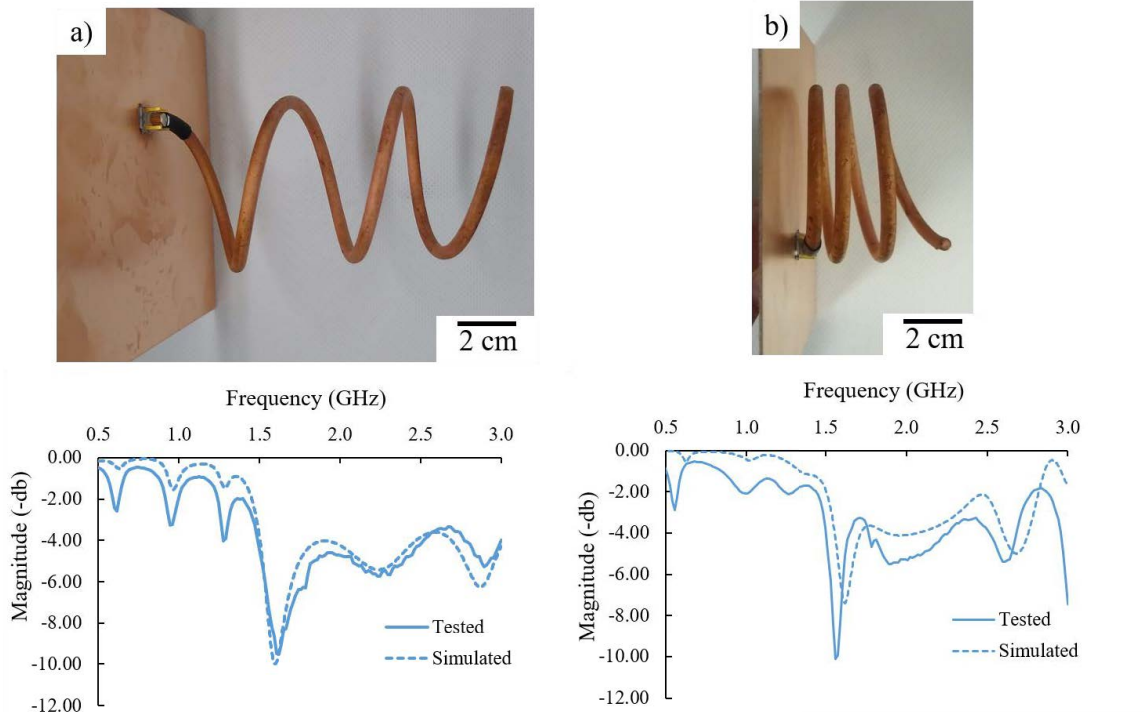 a)
2 cm
b)
2 cm
Frequency (GHz)
0.5 1.0 1.5 2.0 2.5 3.0
0.00
-2.00
-4.00
-6.00
-8.00
-10.00
-12.00
Magnitude (-db)
Tested
Simulated
Frequency (GHz)
0.5 1.0 1.5 2.0 2.5 3.0
0.00
-2.00
-4.00
-6.00
-8.00
-10.00
-12.00
Magnitude (-db)
Tested
Simulated